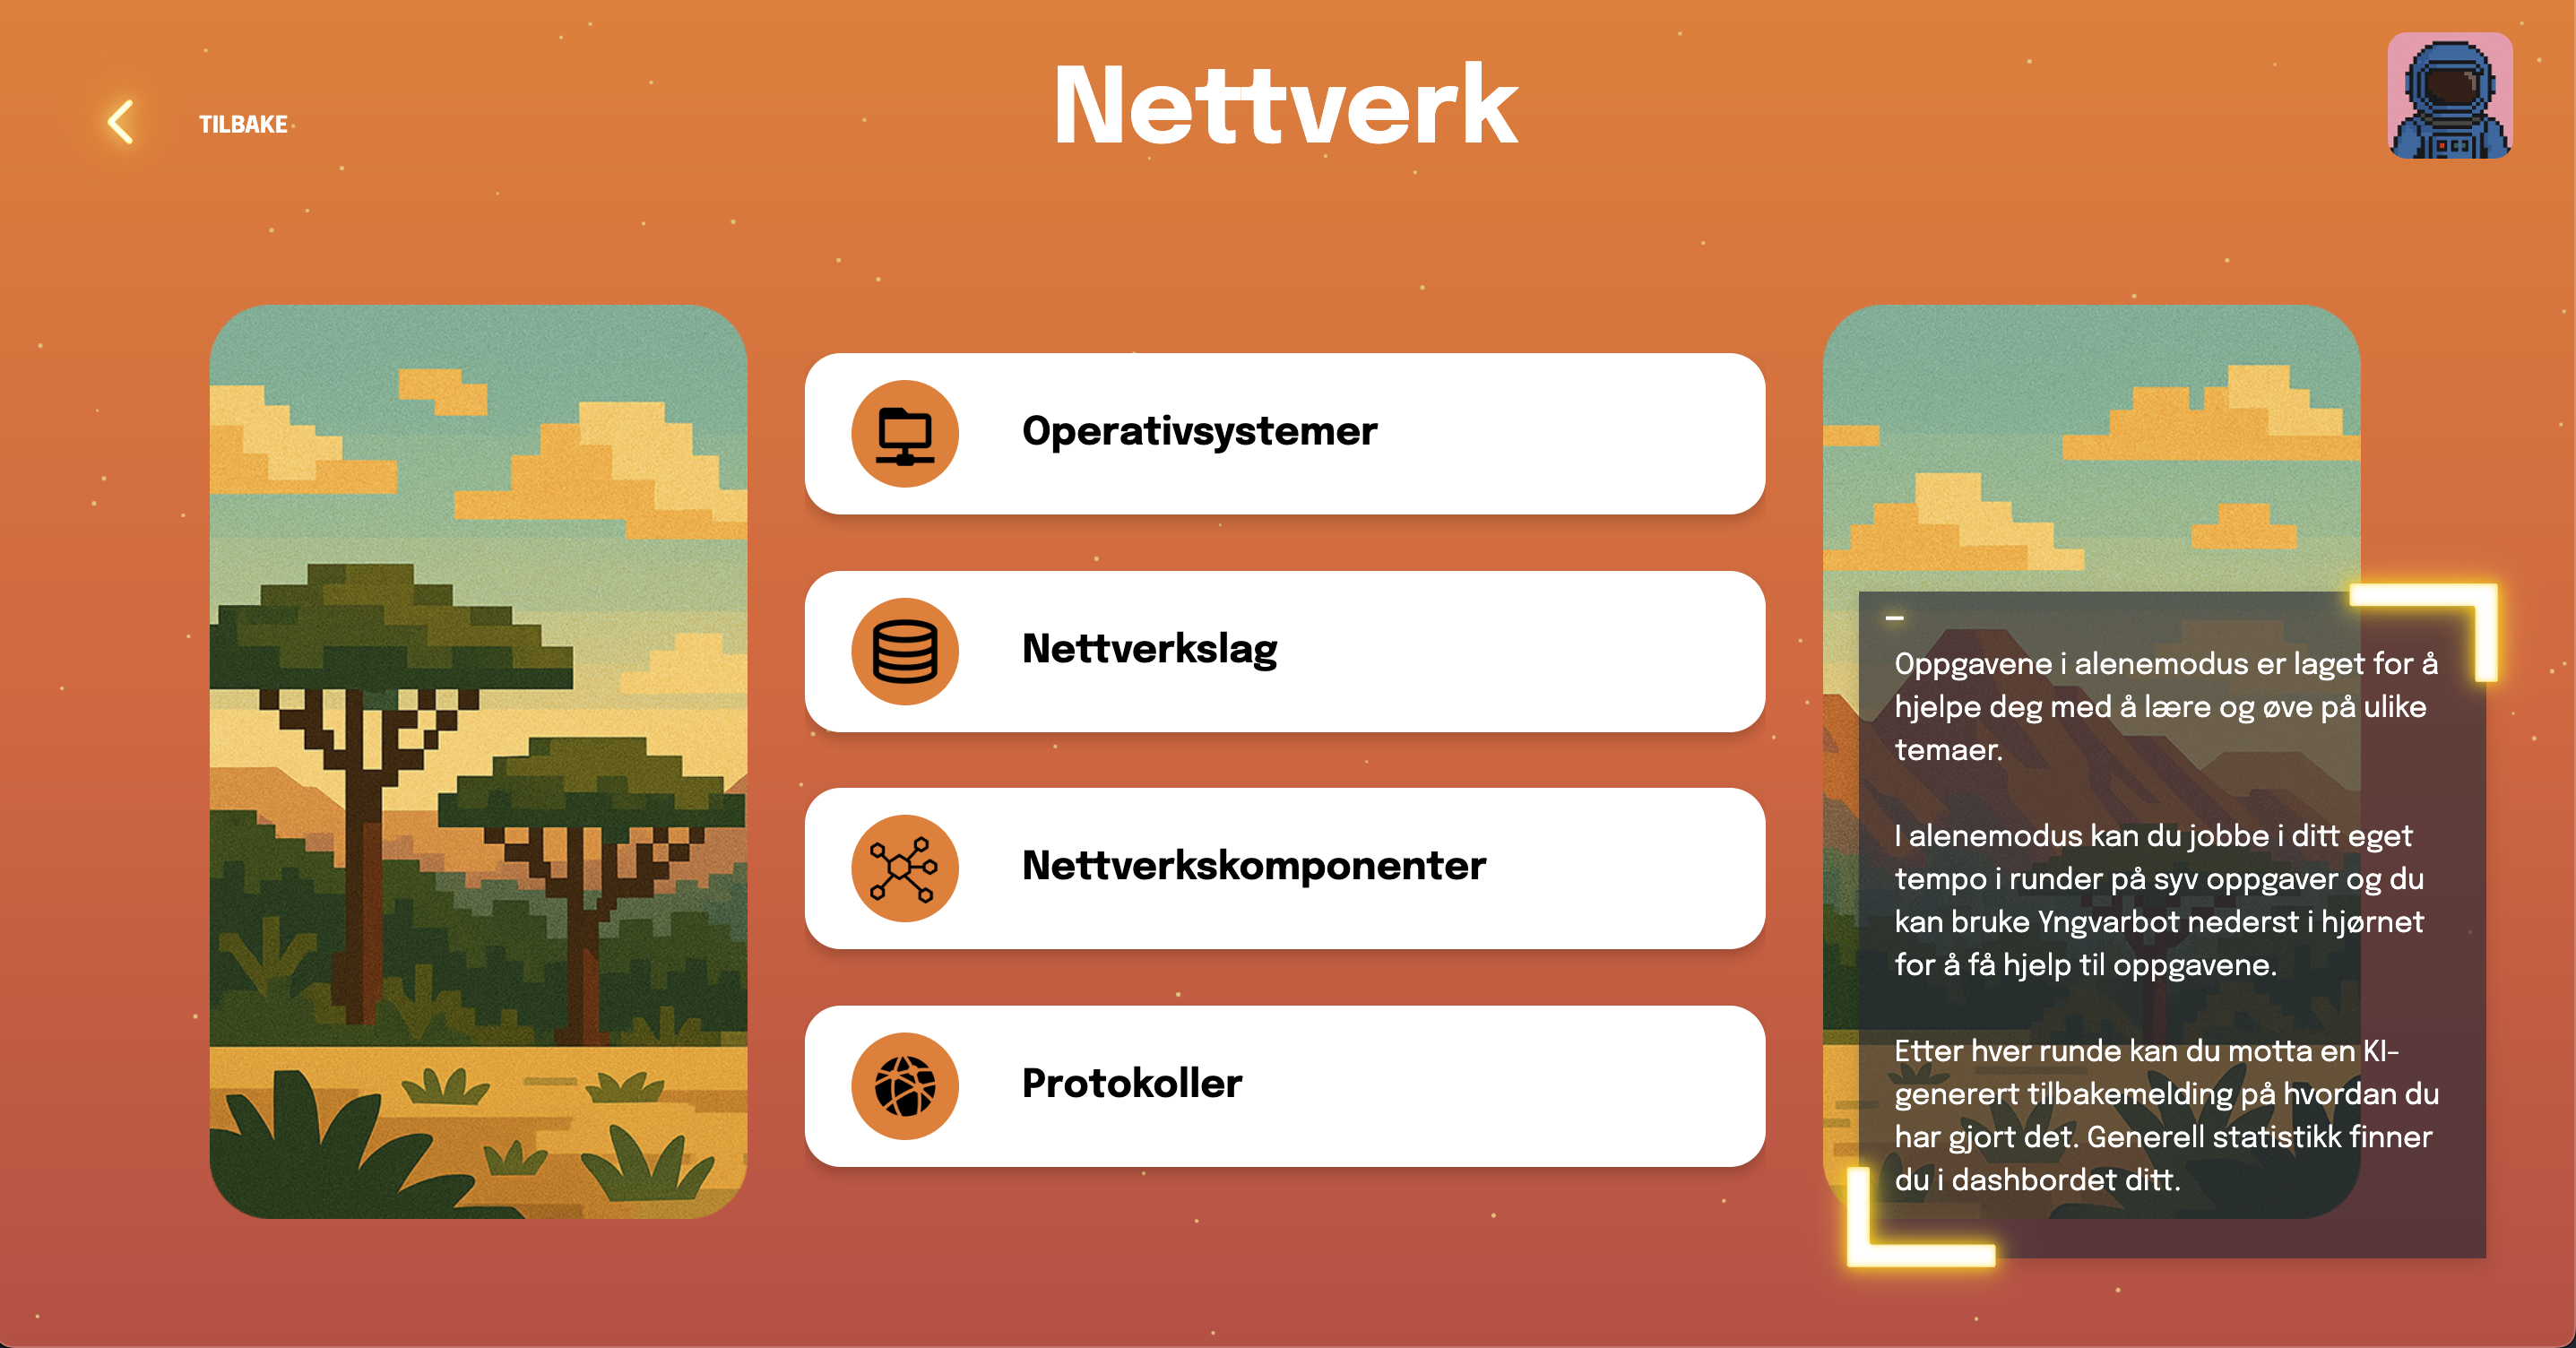 Nettverk
TILBAKE
Operativsystemer
Nettverkslag
Nettverkskomponenter
Protokoller
Oppgavene i alenemodus er laget for å
hjelpe deg med å lære og øve på ulike
temaer.
I alenemodus kan du jobbe i ditt eget
tempo i runder på syv oppgaver og du
kan bruke Yngvarbot nederst i hjørnet
for å få hjelp til oppgavene.
Etter hver runde kan du motta en KI-
generert tilbakemelding på hvordan du
har gjort det. Generell statistikk finner
du i dashbordet ditt.